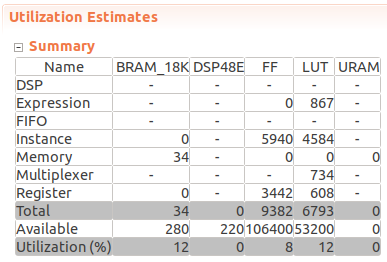 Utilization Estimates
Summary
Name BRAM_18K DSP48E FF LUT URAM
DSP - - - - -
Expression - - 0 867 -
FIFO - - - - -
Instance 0 - 5940 4584 -
Memory 34 - 0 0 0
Multiplexer - - - 734 -
Register 0 - 3442 608 -
Total 34 0 9382 6793 0
Available 280 220 106400 53200 0
Utilization (%) 12 0 8 12 0